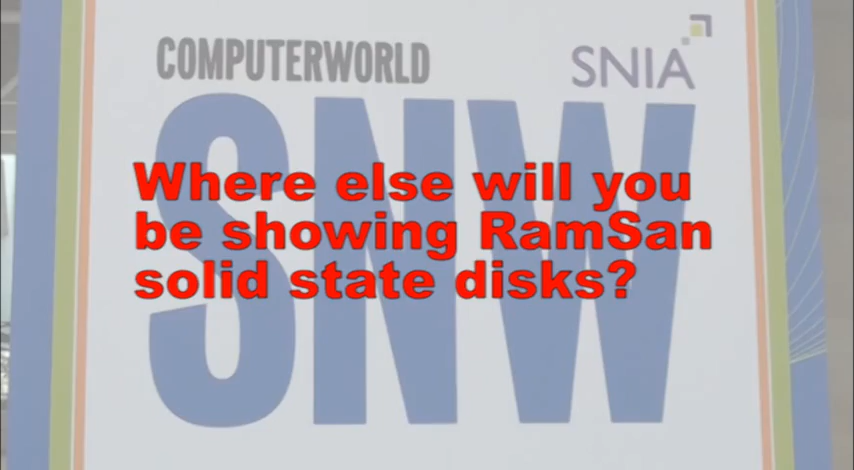 COMPUTERWORLD
SNIA
SNW
Where else will you
be showing RamSan
solid state disks?